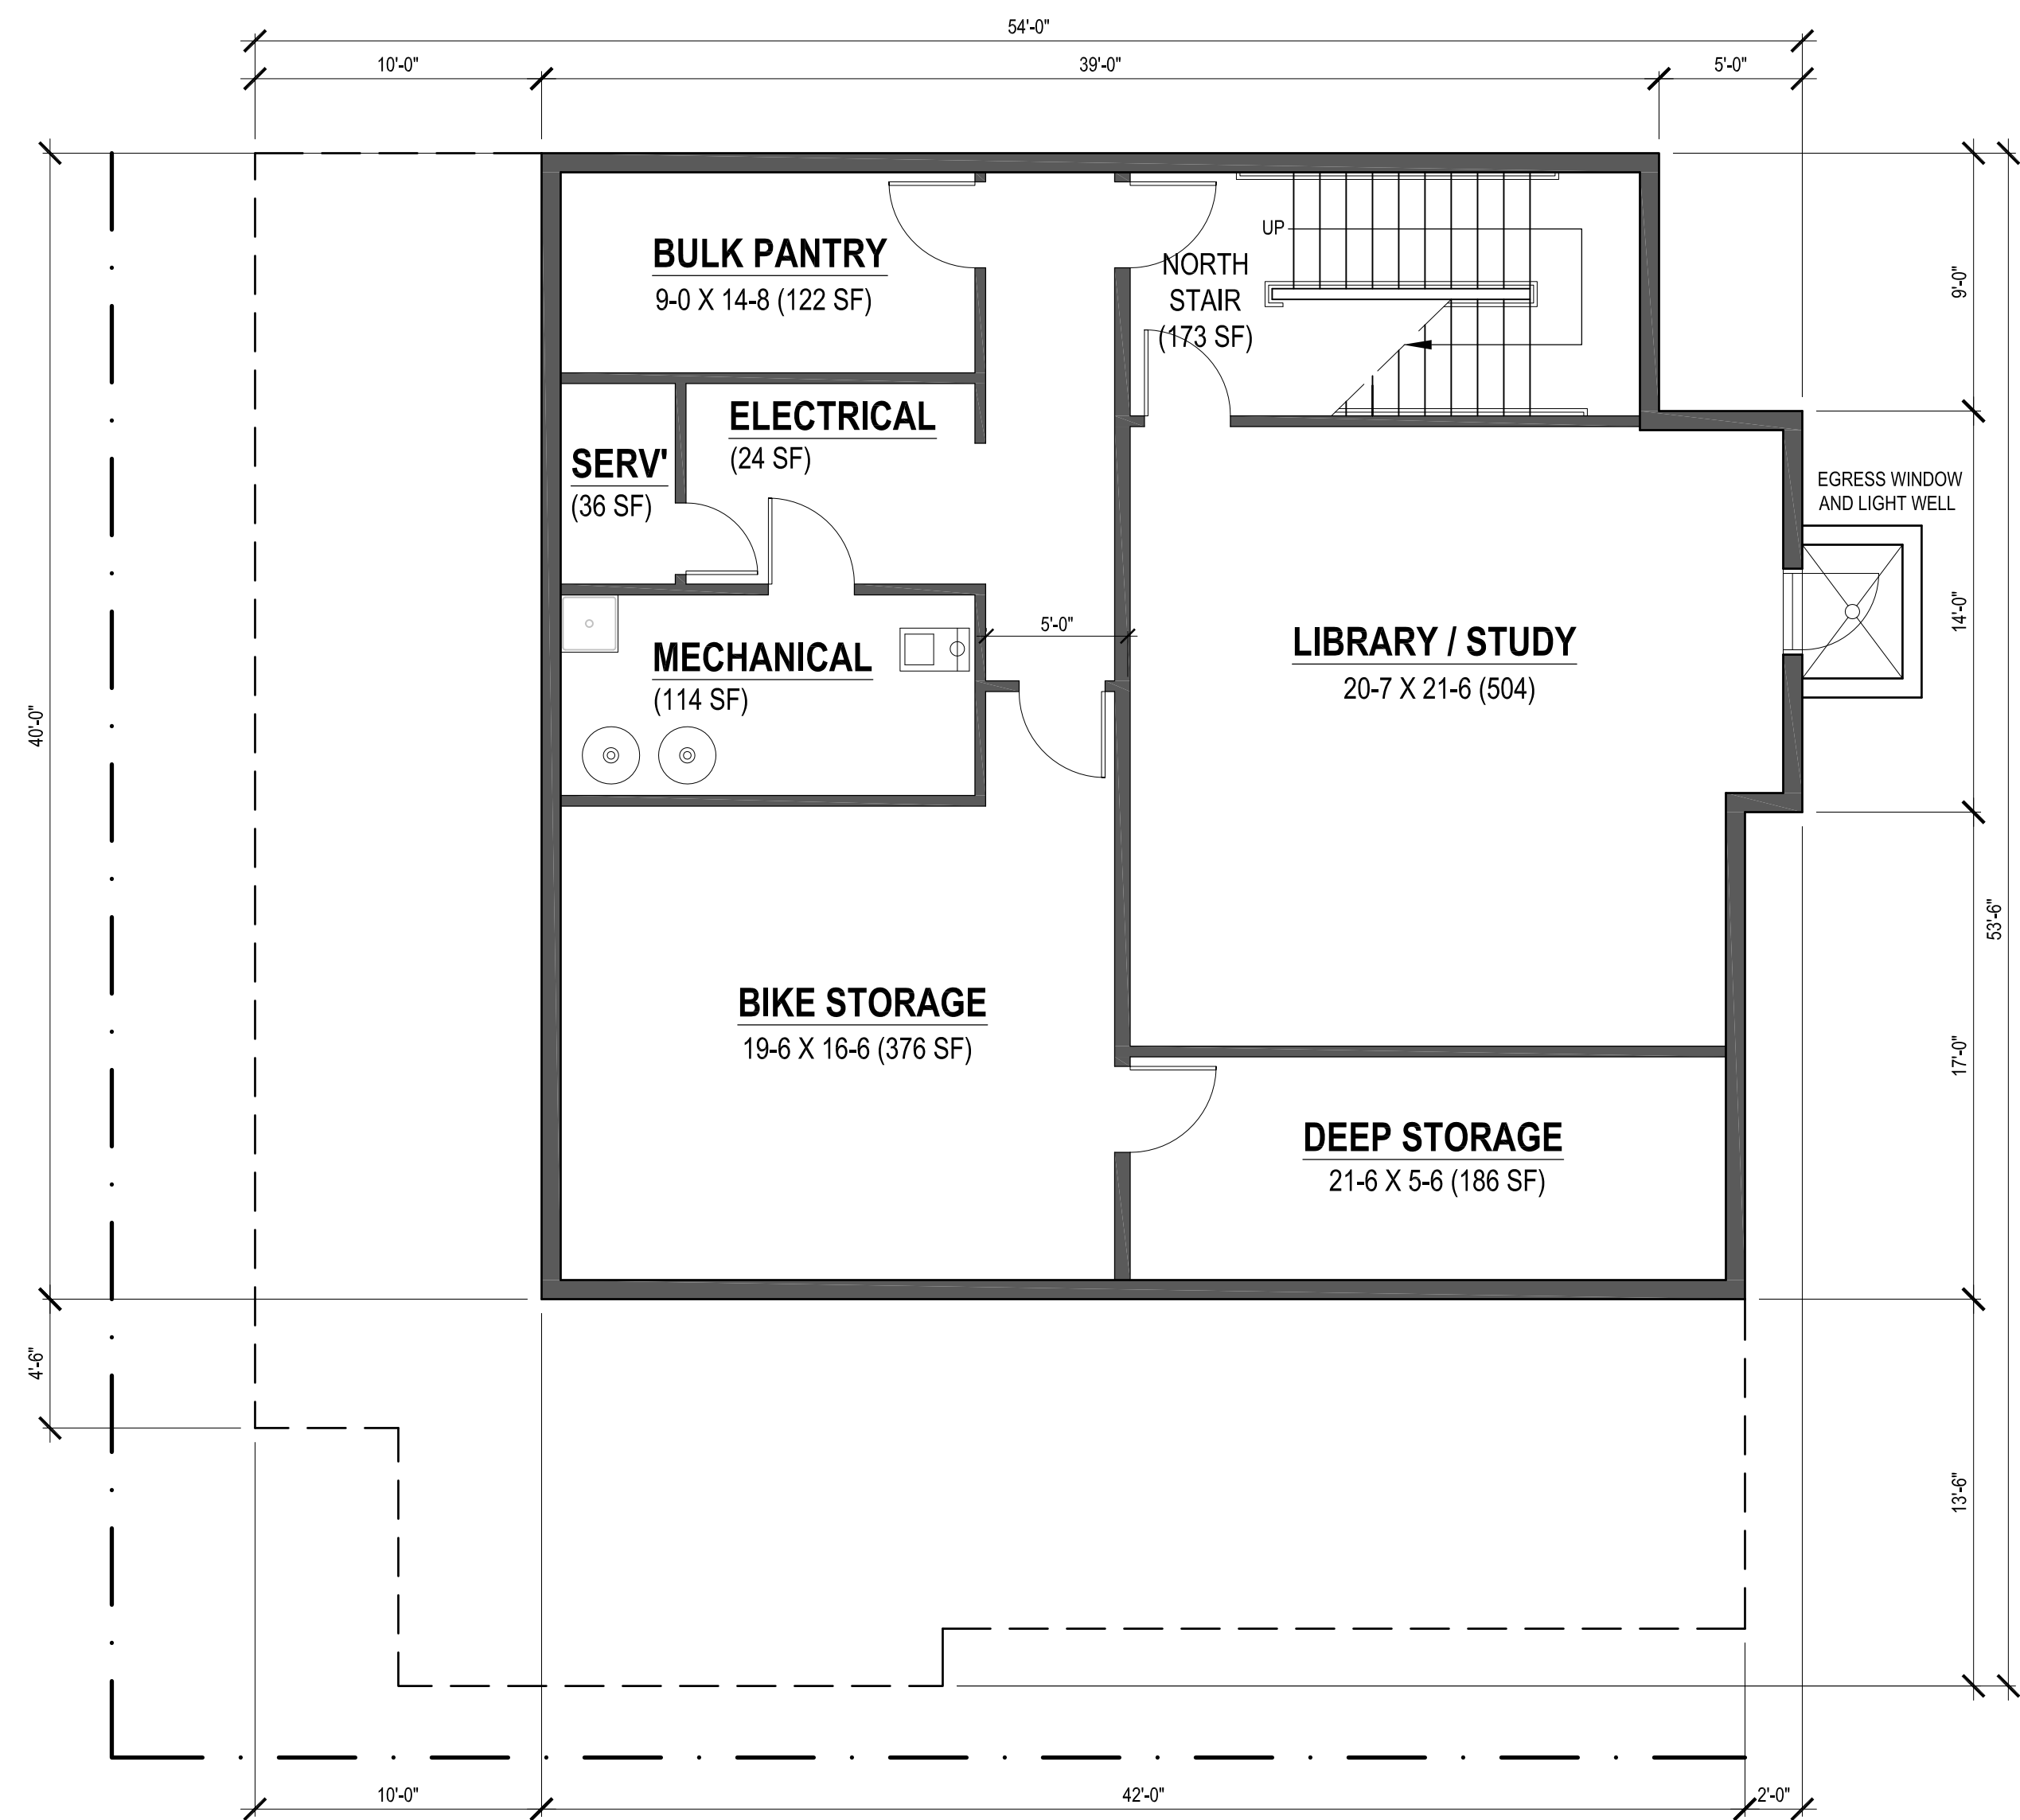 54'-0"
10'-0"
39'-0"
5'-0"
BULK PANTRY
9-0 X 14-8 (122 SF)
UP
NORTH
STAIR
(173 SF)
9'-0"
ELECTRICAL
(24 SF)
SERV'
(36 SF)
EGRESS WINDOW
AND LIGHT WELL
5'-0"
14'-0"
LIBRARY / STUDY
20-7 X 21-6 (504)
MECHANICAL
(114 SF)
40'-0"
53'-6"
BIKE STORAGE
19-6 X 16-6 (376 SF)
17'-0"
DEEP STORAGE
21-6 X 5-6 (186 SF)
4'-6"
13'-6"
10'-0"
42'-0"
2'-0"